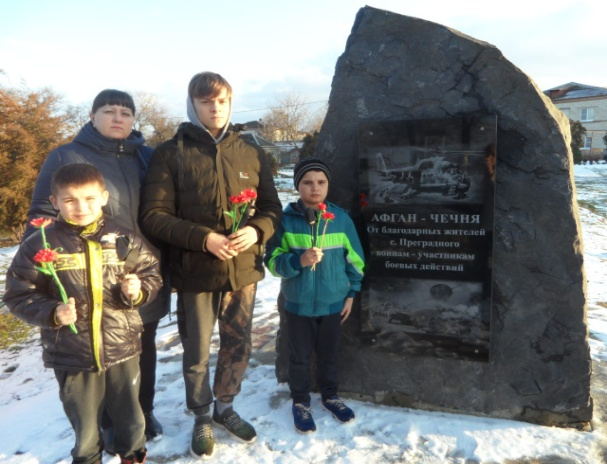 АФГАН - ЧЕЧНЯ
От благодарных жителей
с. Преградного
воинам - участникам
боевых действий